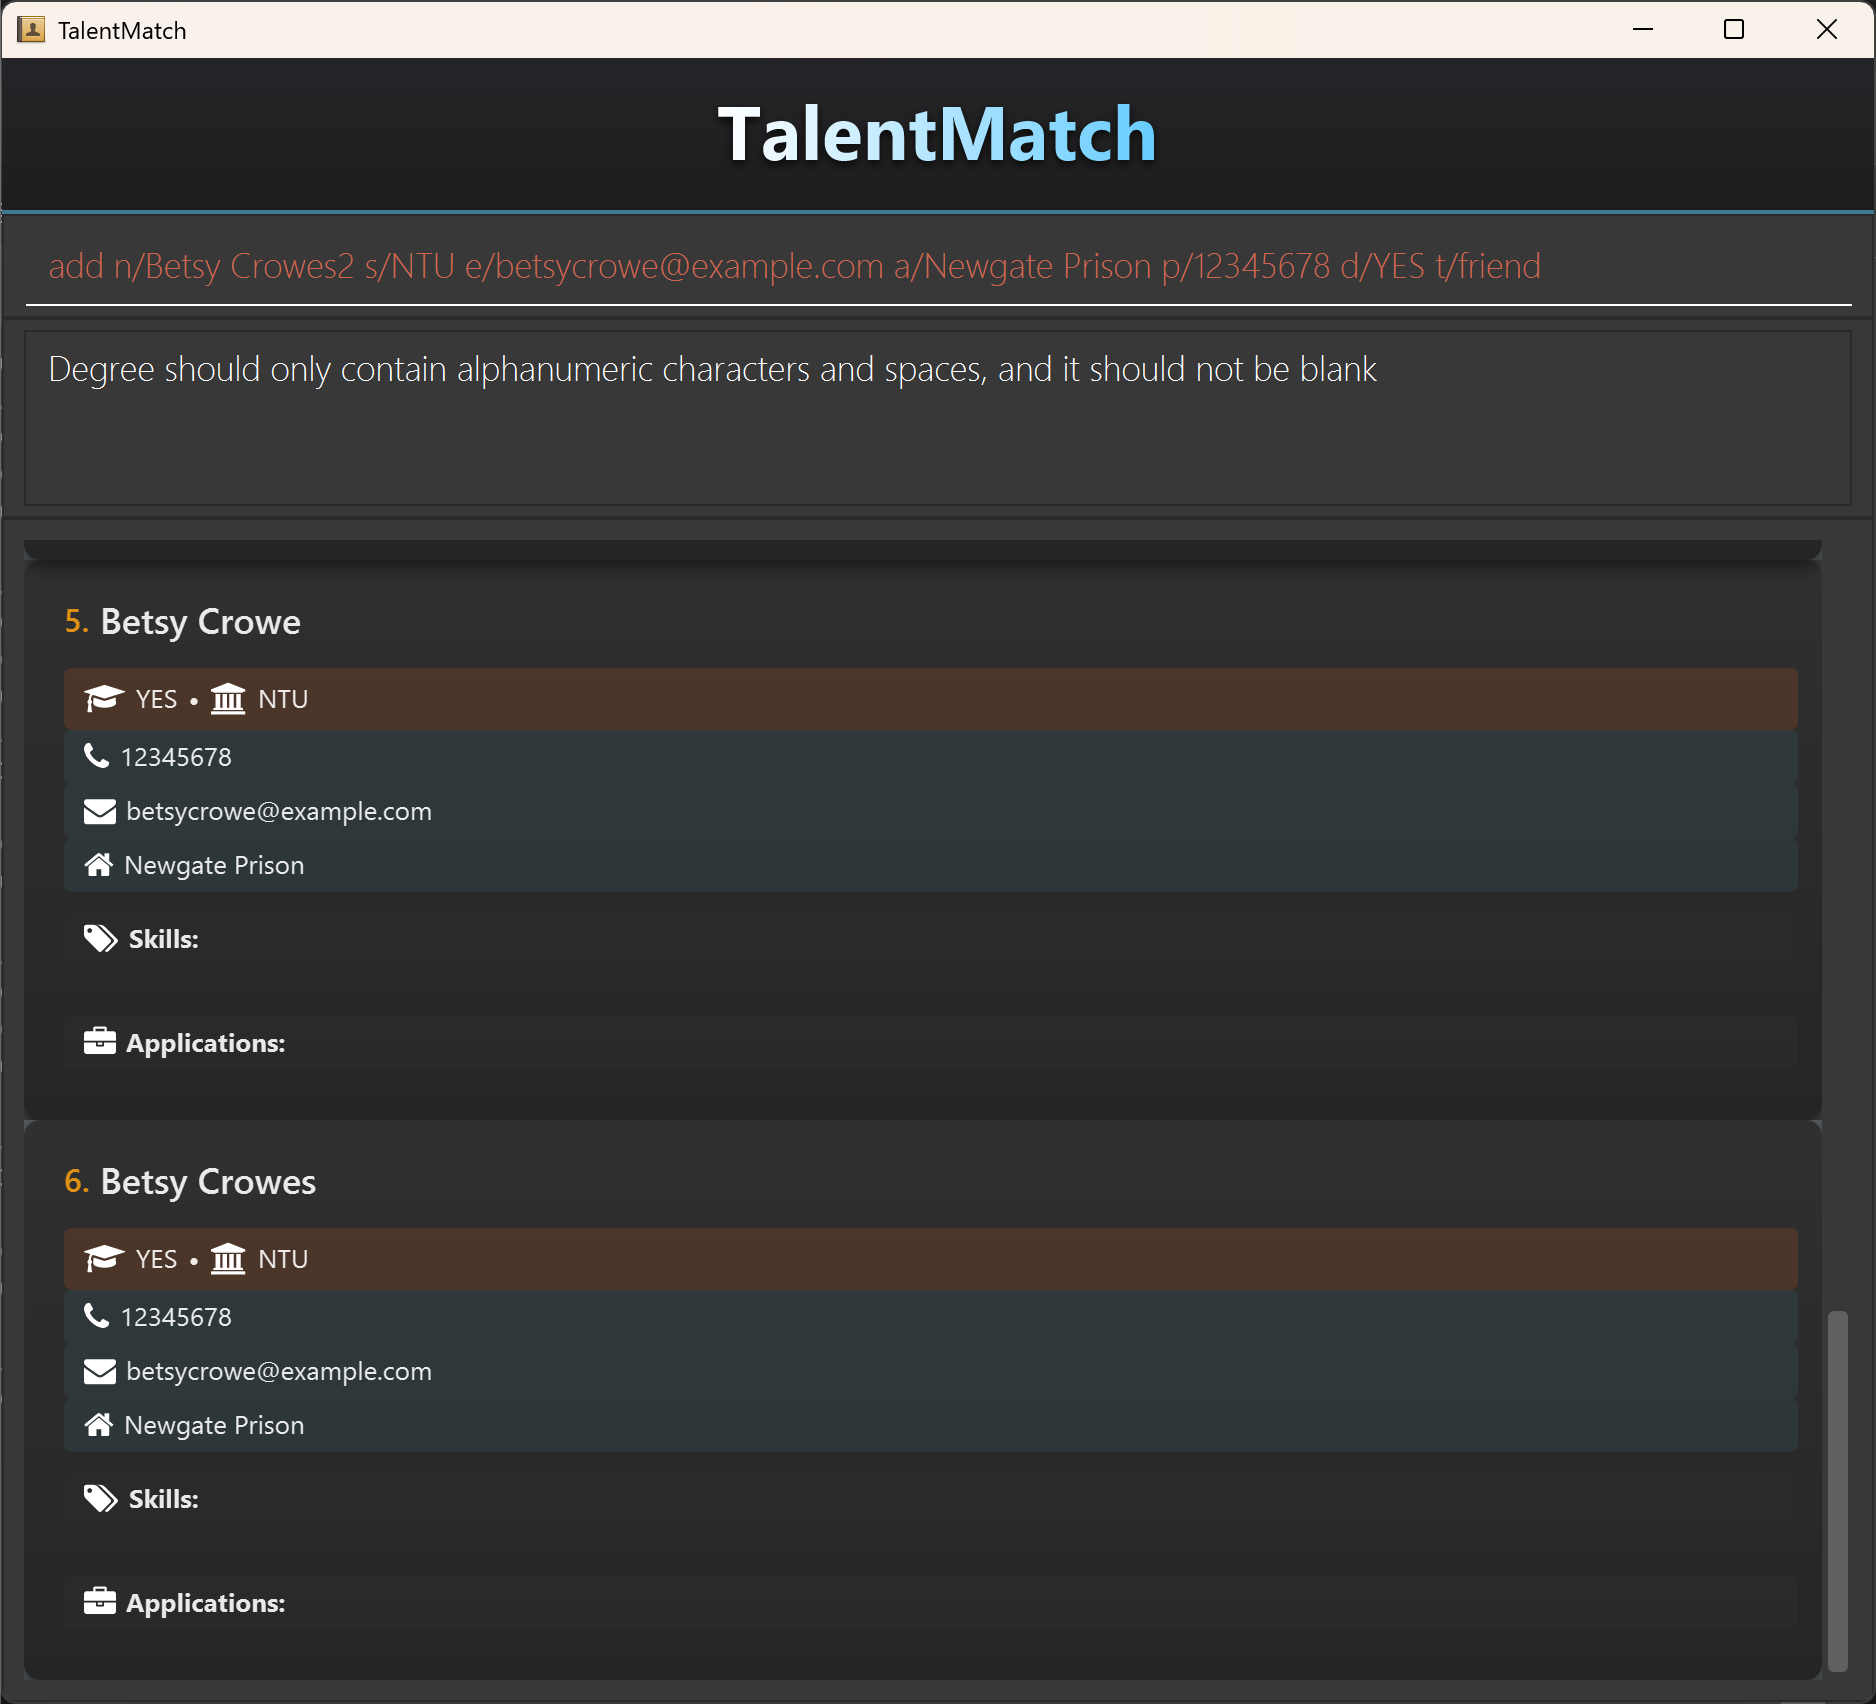 TalentMatch
TalentMatch
add n/Betsy Crowes2 s/NTU e/betsycrowe@example.com a/Newgate Prison p/12345678 d/YES t/friend
Degree should only contain alphanumeric characters and spaces, and it should not be blank
5. Betsy Crowe
YES • NTU
12345678
betsycrowe@example.com
Newgate Prison
Skills:
Applications:
6. Betsy Crowes
YES • NTU
12345678
betsycrowe@example.com
Newgate Prison
Skills:
Applications: